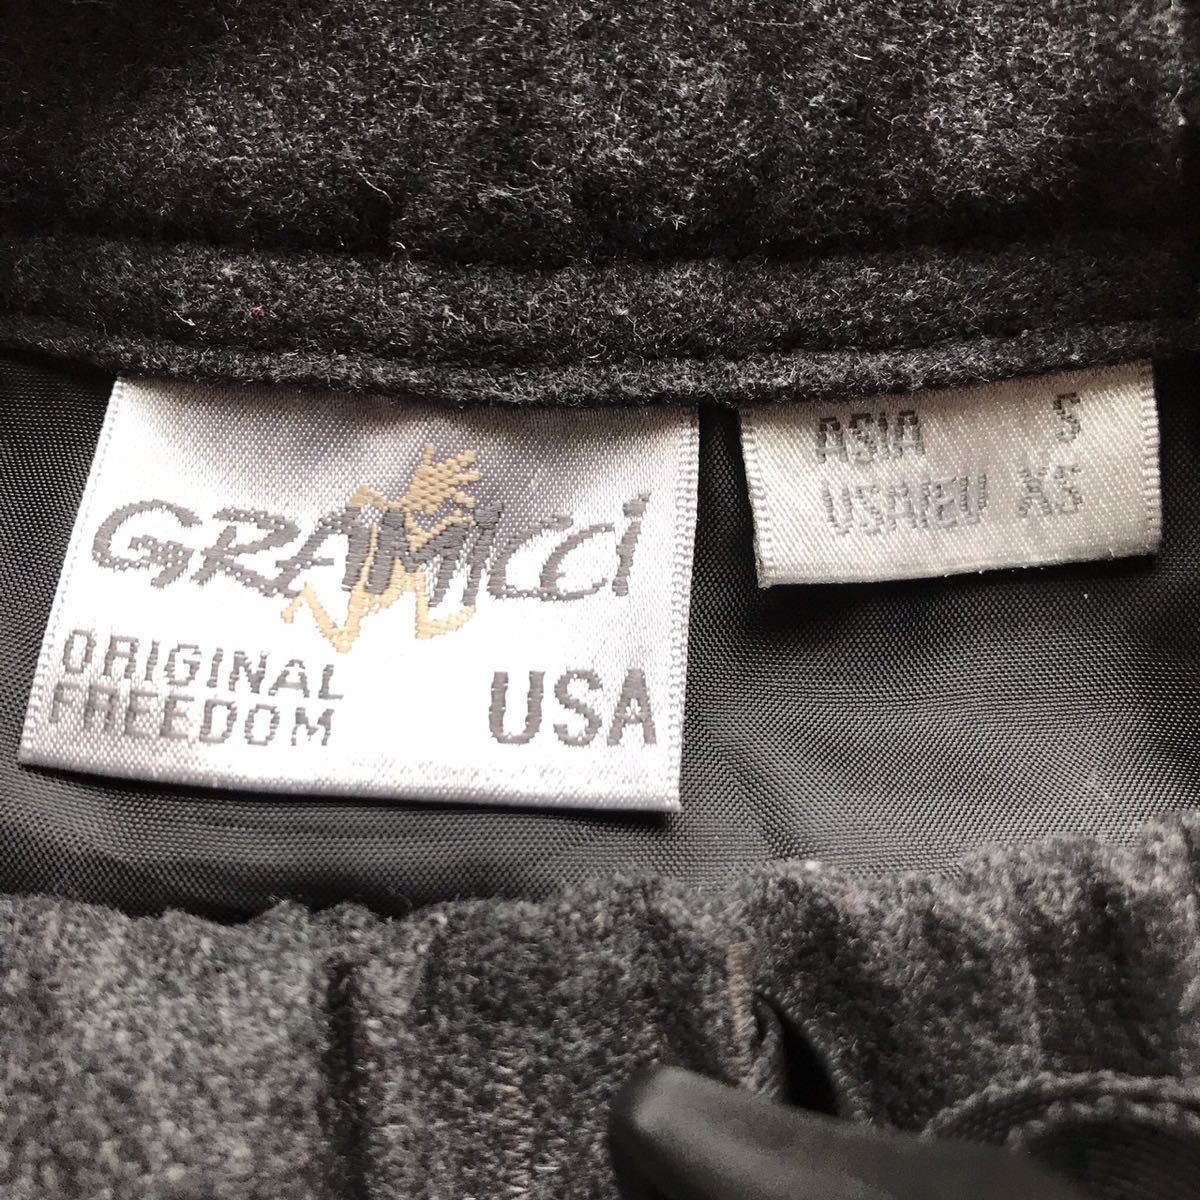 GRAMICCI
ORIGINAL
FREEDOM
USA
ASIA S
USA/EU XS